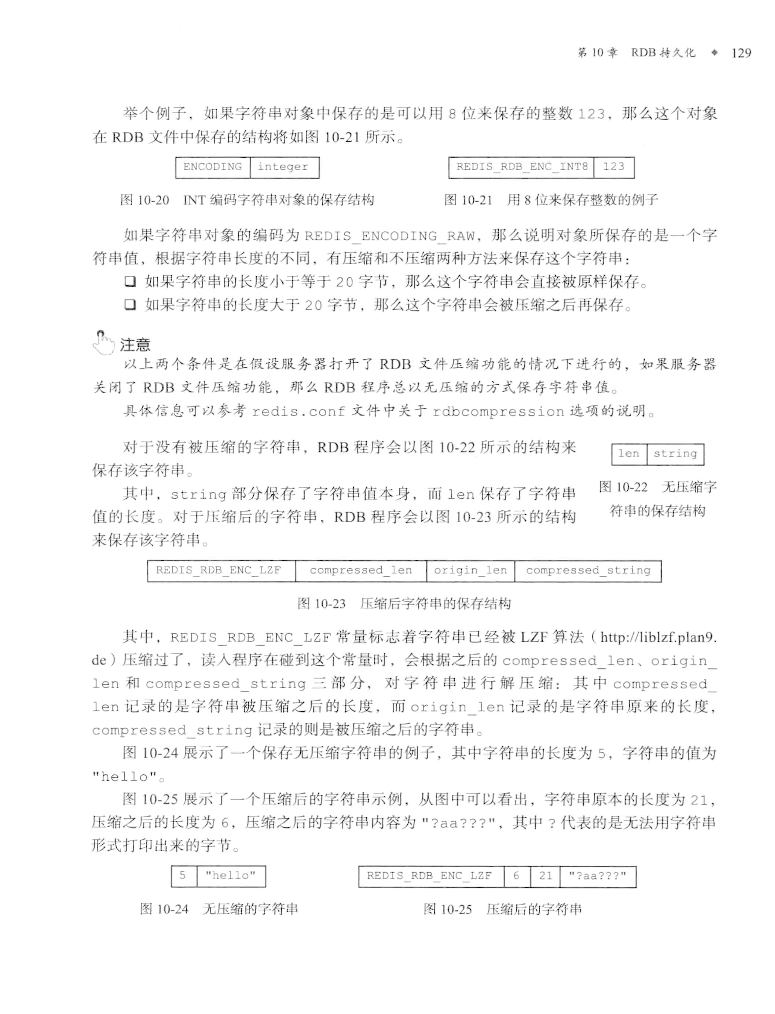 第 10 章 RDB 持久化 ❖ 129
举个例子，如果字符串对象中保存的是可以用 8 位来保存的整数 123，那么这个对象
在 RDB 文件中保存的结构将如图 10-21 所示。
ENCODING integer
REDIS_RDB_ENC_INT8 123
图 10-20 INT 编码字符串对象的保存结构
图 10-21 用 8 位来保存整数的例子
如果字符串对象的编码为 REDIS_ENCODING_RAW，那么说明对象所保存的是一个字
符串值，根据字符串长度的不同，有压缩和不压缩两种方法来保存这个字符串：
❑ 如果字符串的长度小于等于 20 字节，那么这个字符串会直接被原样保存。
❑ 如果字符串的长度大于 20 字节，那么这个字符串会被压缩之后再保存。
注意
以上两个条件是在假设服务器打开了 RDB 文件压缩功能的情况下进行的，如果服务器
关闭了 RDB 文件压缩功能，那么 RDB 程序总以无压缩的方式保存字符串值。
具体信息可以参考 redis.conf 文件中关于 rdbcompression 选项的说明。
对于没有被压缩的字符串，RDB 程序会以图 10-22 所示的结构来
保存该字符串。
其中，string 部分保存了字符串值本身，而 len 保存了字符串
值的长度。对于压缩后的字符串，RDB 程序会以图 10-23 所示的结构
来保存该字符串。
len string
图 10-22 无压缩字
符串的保存结构
REDIS_RDB_ENC_LZF compressed_len origin_len compressed_string
图 10-23 压缩后字符串的保存结构
其中，REDIS_RDB_ENC_LZF 常量标志着字符串已经被 LZF 算法（http://liblzf.plan9.
de）压缩过了，读入程序在碰到这个常量时，会根据之后的 compressed_len、origin_
len 和 compressed_string 三部分，对字符串进行解压缩：其中 compressed_
len 记录的是字符串被压缩之后的长度，而 origin_len 记录的是字符串原来的长度，
compressed_string 记录的则是被压缩之后的字符串。
图 10-24 展示了一个保存无压缩字符串的例子，其中字符串的长度为 5，字符串的值为
"hello"。
图 10-25 展示了一个压缩后的字符串示例，从图中可以看出，字符串原本的长度为 21，
压缩之后的长度为 6，压缩之后的字符串内容为 "?aa???"，其中 ? 代表的是无法用字符串
形式打印出来的字节。
5 "hello"
REDIS_RDB_ENC_LZF 6 21 "?aa???"
图 10-24 无压缩的字符串
图 10-25 压缩后的字符串